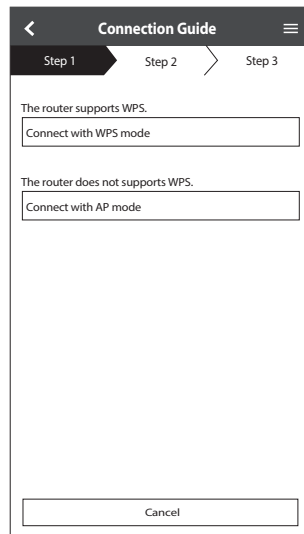 Connection Guide
Step 1
Step 2
Step 3
The router supports WPS.
Connect with WPS mode
The router does not supports WPS.
Connect with AP mode
Cancel